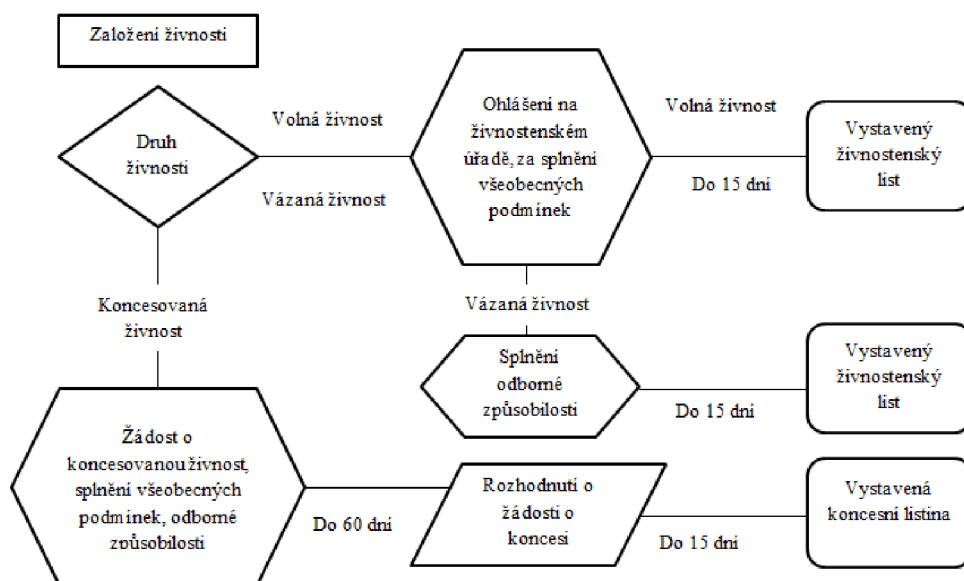 Založení živnosti
Druh
živnosti
Volná živnost
Vázaná živnost
Ohlášení na
živnostenském
úřadě, za splnění
všeobecných
podmínek
Volná živnost
Do 15 dní
Vystavený
živnostenský
list
Koncesovaná
živnost
Vázaná živnost
Splnění
odborné
způsobilosti
Do 15 dní
Vystavený
živnostenský
list
Žádost o
koncesovanou živnost,
splnění všeobecných
podmínek, odborné
způsobilosti
Do 60 dní
Rozhodnutí o
žádosti o
koncesi
Do 15 dní
Vystavená
koncesní listina